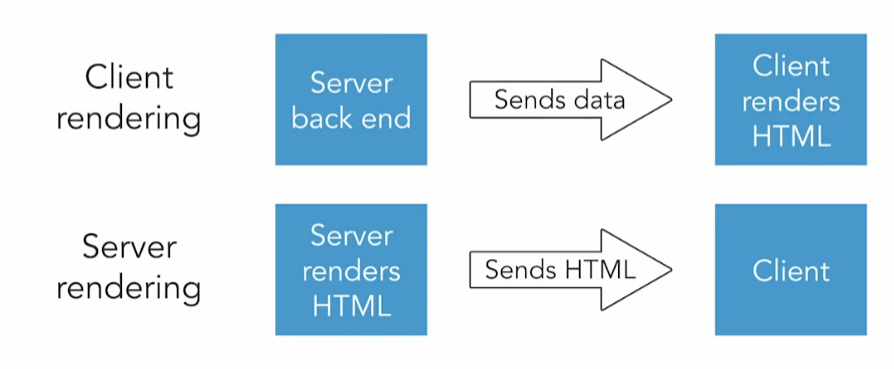 Client
rendering
Server
back end
Sends data
Client
renders
HTML
Server
rendering
Server
renders
HTML
Sends HTML
Client